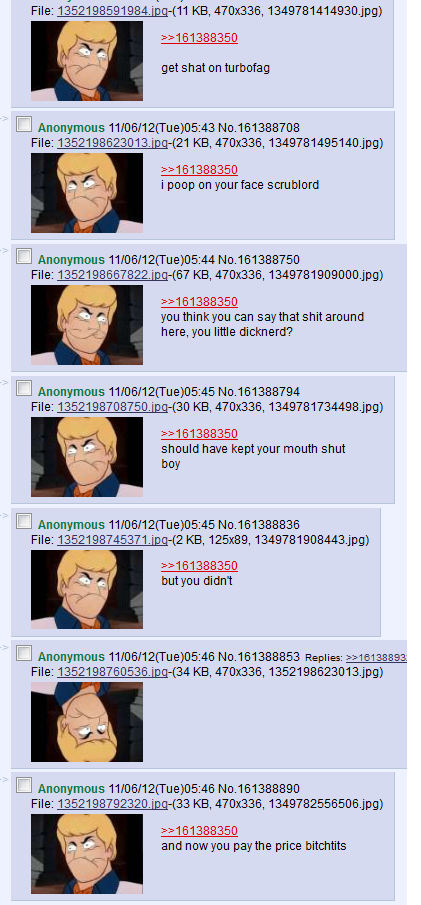 File: 1352198591984.jpg-(11 KB, 470x336, 1349781414930.jpg)
>>161388350
get shat on turbofag
>
Anonymous 11/06/12(Tue)05:43 No.161388708
File: 1352198623013.jpg-(21 KB, 470x336, 1349781495140.jpg)
>>161388350
i poop on your face scrublord
>
Anonymous 11/06/12(Tue)05:44 No.161388750
File: 1352198667822.jpg-(67 KB, 470x336, 1349781909000.jpg)
>>161388350
you think you can say that shit around
here, you little dicknerd?
>
Anonymous 11/06/12(Tue)05:45 No.161388794
File: 1352198708750.jpg-(30 KB, 470x336, 1349781734498.jpg)
>>161388350
should have kept your mouth shut
boy
>
Anonymous 11/06/12(Tue)05:45 No.161388836
File: 1352198745371.jpg-(2 KB, 125x89, 1349781908443.jpg)
>>161388350
but you didn't
>
Anonymous 11/06/12(Tue)05:46 No.161388853 Replies: >>16138893
File: 1352198760536.jpg-(34 KB, 470x336, 1352198623013.jpg)
>
Anonymous 11/06/12(Tue)05:46 No.161388890
File: 1352198792320.jpg-(33 KB, 470x336, 1349782556506.jpg)
>>161388350
and now you pay the price bitchtits